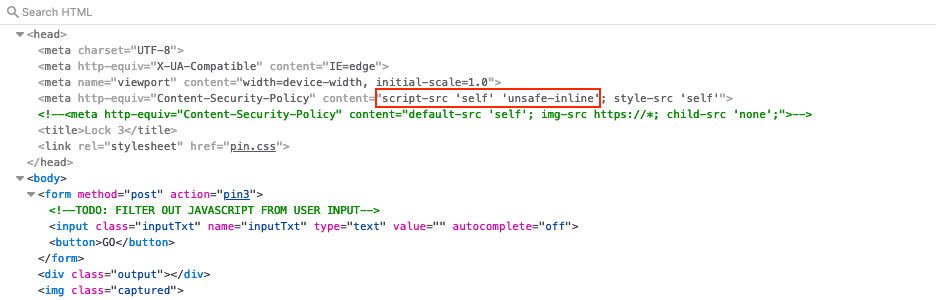 Search HTML
<head>
<meta charset="UTF-8">
<meta http-equiv="X-UA-Compatible" content="IE=edge">
<meta name="viewport" content="width=device-width, initial-scale=1.0">
<meta http-equiv="Content-Security-Policy" content="script-src 'self' 'unsafe-inline'; style-src 'self'">
<!--<meta http-equiv="Content-Security-Policy" content="default-src 'self'; img-src https://*; child-src 'none';">-->
<title>Lock 3</title>
<link rel="stylesheet" href="pin.css">
</head>
<body>
<form method="post" action="pin3">
<!--TODO: FILTER OUT JAVASCRIPT FROM USER INPUT-->
<input class="inputTxt" name="inputTxt" type="text" value="" autocomplete="off">
<button>GO</button>
</form>
<div class="output"></div>
<img class="captured">